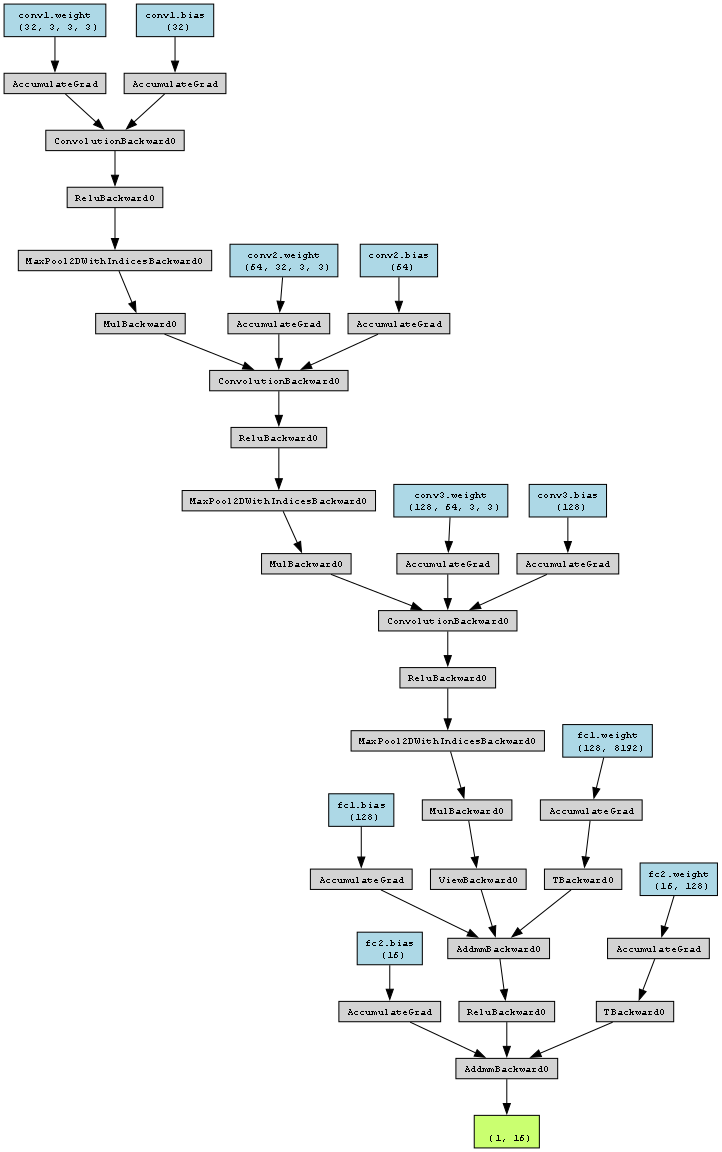 conv1.weight
(32, 3, 3, 3)
conv1.bias
(32)
AccumulateGrad
AccumulateGrad
ConvolutionBackward0
ReluBackward0
MaxPool2DWithIndicesBackward0
conv2.weight
(64, 32, 3, 3)
conv2.bias
(64)
MulBackward0
AccumulateGrad
AccumulateGrad
ConvolutionBackward0
ReluBackward0
MaxPool2DWithIndicesBackward0
conv3.weight
(128, 64, 3, 3)
conv3.bias
(128)
MulBackward0
AccumulateGrad
AccumulateGrad
ConvolutionBackward0
ReluBackward0
MaxPool2DWithIndicesBackward0
fc1.weight
(128, 8192)
fc1.bias
(128)
MulBackward0
AccumulateGrad
AccumulateGrad
ViewBackward0
TBackward0
fc2.weight
(16, 128)
fc2.bias
(16)
AddmmBackward0
AccumulateGrad
AccumulateGrad
ReluBackward0
TBackward0
AddmmBackward0
(1, 16)